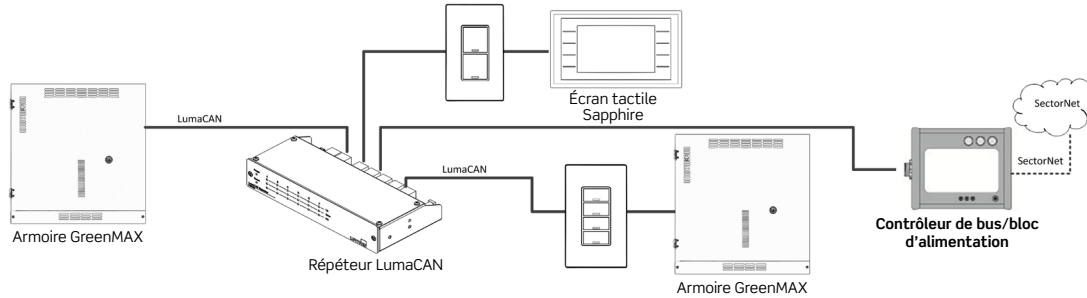 Écran tactile
Sapphire
SectorNet
LumaCAN
SectorNet
LumaCAN
Contrôleur de bus/bloc
d'alimentation
Armoire GreenMAX
Répéteur LumaCAN
Armoire GreenMAX